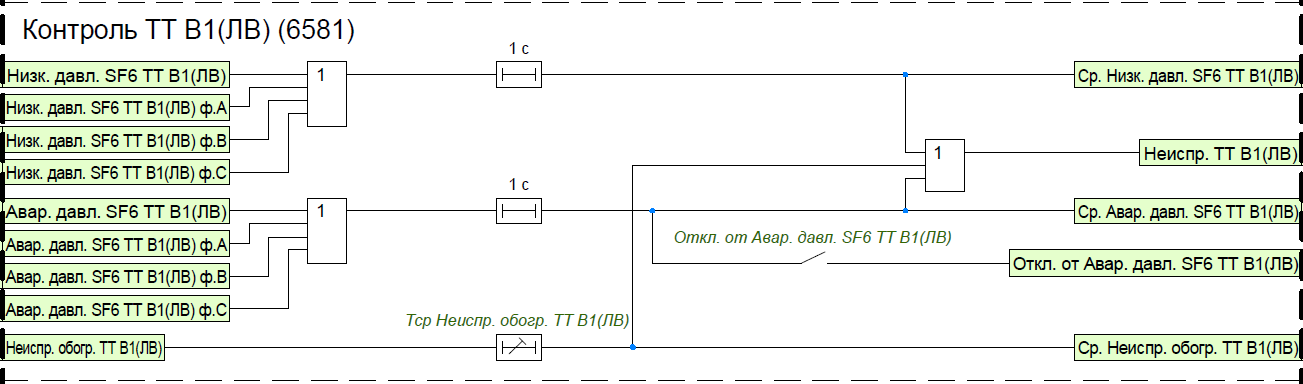 Контроль ТТ В1(ЛВ) (6581)
1 с
Низк. давл. SF6 ТТ В1(ЛВ)
1
Ср. Низк. давл. SF6 ТТ В1(ЛВ)
Низк. давл. SF6 ТТ В1(ЛВ) ф.А
Низк. давл. SF6 ТТ В1(ЛВ) ф.В
1
Неиспр. ТТ В1(ЛВ)
Низк. давл. SF6 ТТ В1(ЛВ) ф.С
1 с
Авар. давл. SF6 ТТ В1(ЛВ)
1
Ср. Авар. давл. SF6 ТТ В1(ЛВ)
Откл. от Авар. давл. SF6 ТТ В1(ЛВ)
Авар. давл. SF6 ТТ В1(ЛВ) ф.А
Откл. от Авар. давл. SF6 ТТ В1(ЛВ)
Авар. давл. SF6 ТТ В1(ЛВ) ф.В
Авар. давл. SF6 ТТ В1(ЛВ) ф.С
Тср Неиспр. обогр. ТТ В1(ЛВ)
Неиспр. обогр. ТТ В1(ЛВ)
Ср. Неиспр. обогр. ТТ В1(ЛВ)